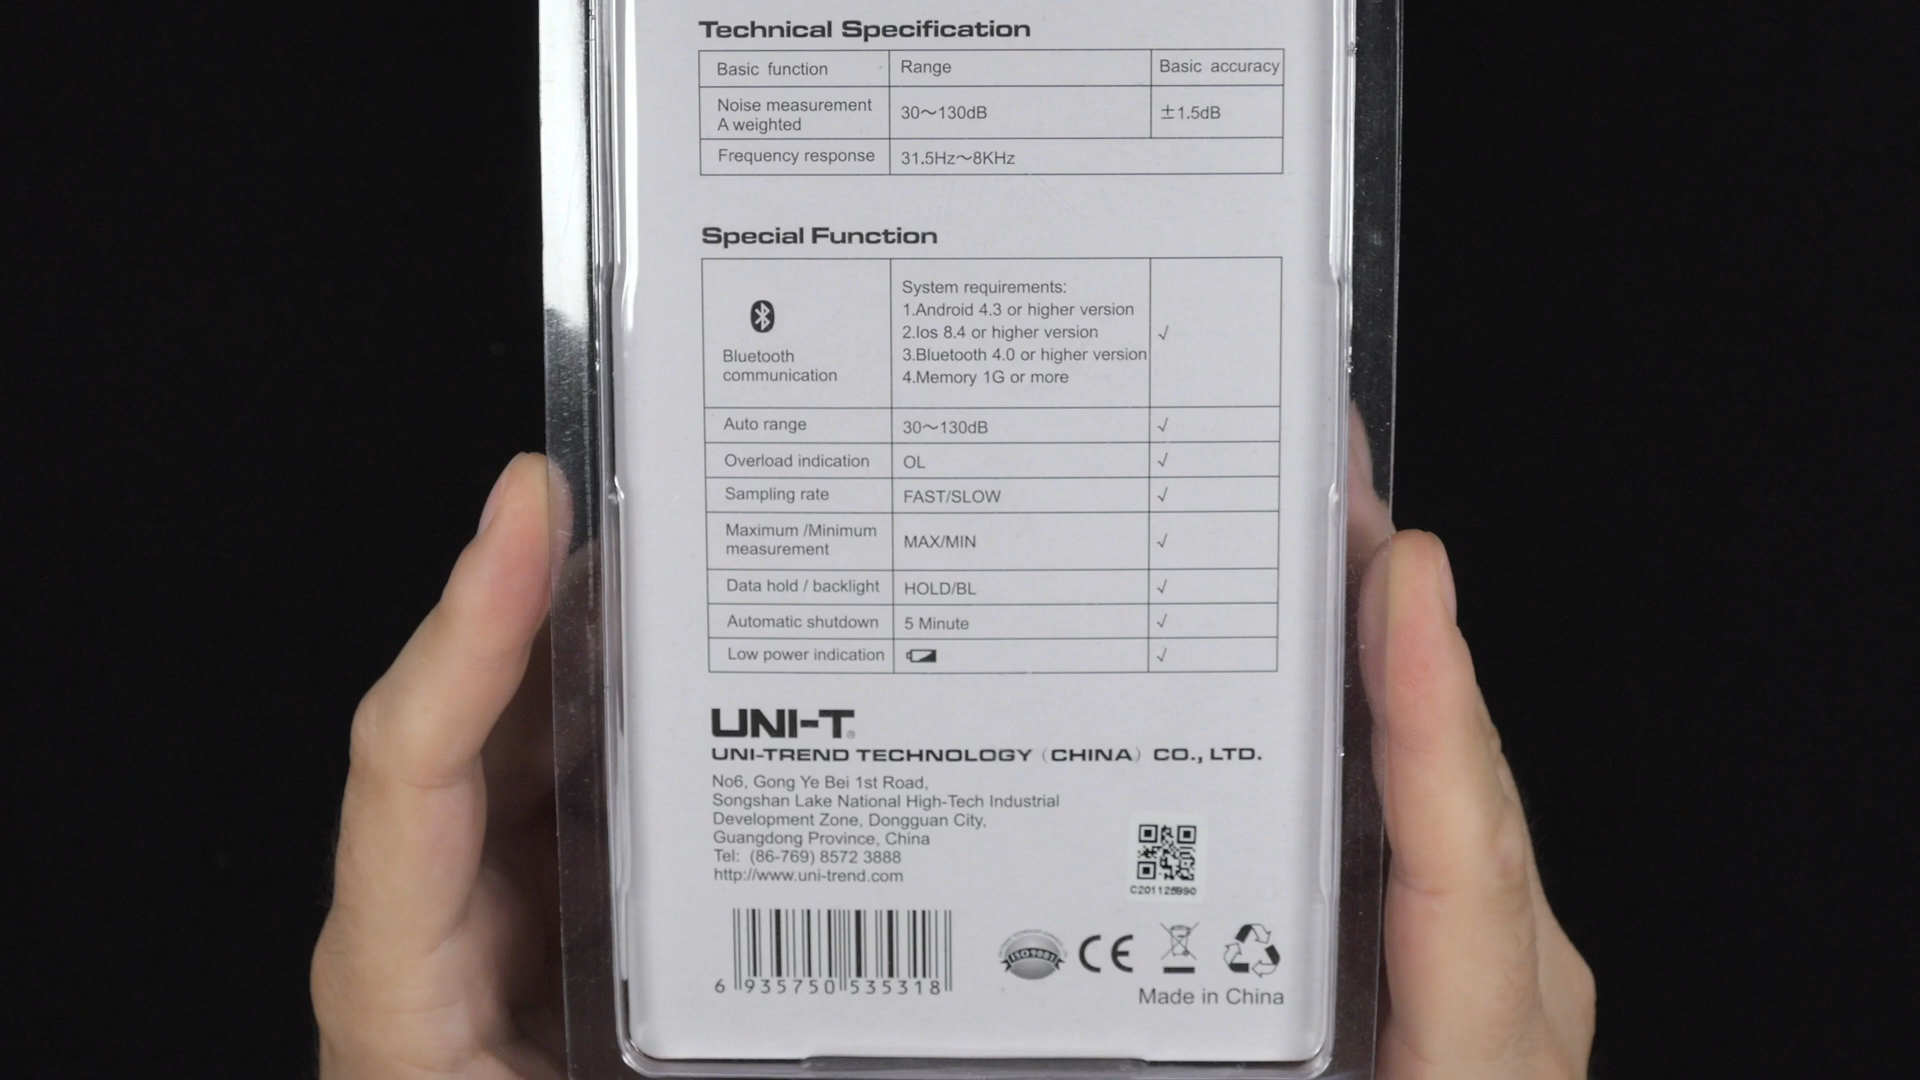 Technical Specification
Basic function Range Basic accuracy
Noise measurement
A weighted 30～130dB ±1.5dB
Frequency response 31.5Hz～8KHz
Special Function
Bluetooth
communication
System requirements:
1.Android 4.3 or higher version
2.Ios 8.4 or higher version
3.Bluetooth 4.0 or higher version
4.Memory 1G or more
√
Auto range 30～130dB √
Overload indication OL √
Sampling rate FAST/SLOW √
Maximum /Minimum
measurement MAX/MIN √
Data hold / backlight HOLD/BL √
Automatic shutdown 5 Minute √
Low power indication √
UNI-T®
UNI-TREND TECHNOLOGY (CHINA) CO., LTD.
No6, Gong Ye Bei 1st Road,
Songshan Lake National High-Tech Industrial
Development Zone, Dongguan City,
Guangdong Province, China
Tel: (86-769) 8572 3888
http://www.uni-trend.com
6 935750 535318
ISO9001
CE
Made in China